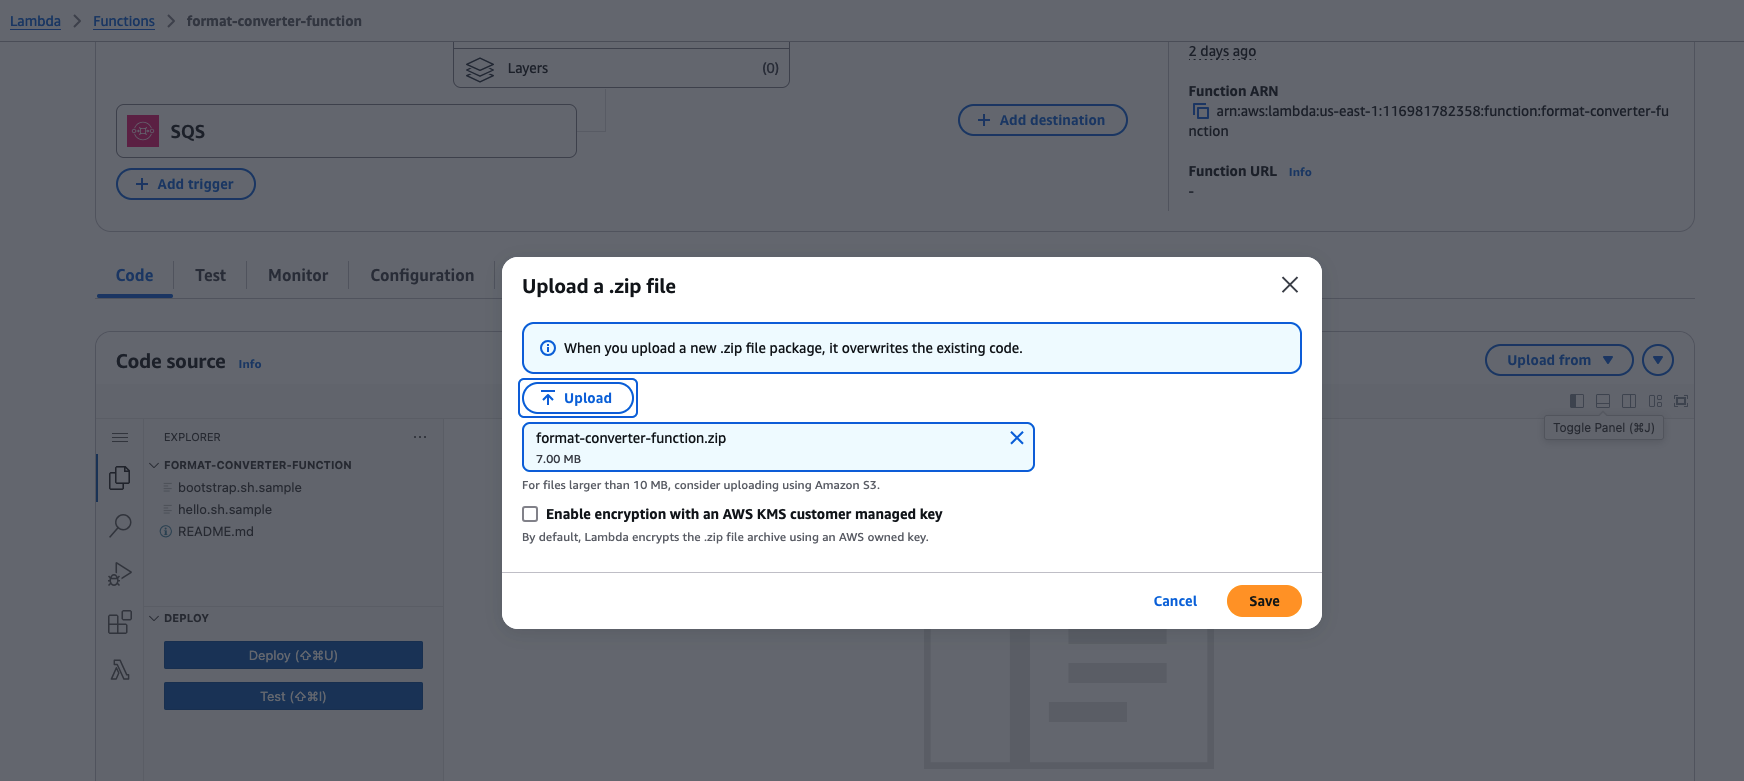 Lambda > Functions > format-converter-function
Layers (0)
SQS
+ Add trigger
+ Add destination
2 days ago
Function ARN
arn:aws:lambda:us-east-1:116981782358:function:format-converter-fu
nction
Function URL Info
-
Code Test Monitor Configuration
Code source Info
Upload from
Toggle Panel (⌘J)
EXPLORER ...
FORMAT-CONVERTER-FUNCTION
bootstrap.sh.sample
hello.sh.sample
README.md
DEPLOY
Deploy (⇧⌘U)
Test (⇧⌘I)
Upload a .zip file
When you upload a new .zip file package, it overwrites the existing code.
Upload
format-converter-function.zip
7.00 MB
For files larger than 10 MB, consider uploading using Amazon S3.
Enable encryption with an AWS KMS customer managed key
By default, Lambda encrypts the .zip file archive using an AWS owned key.
Cancel Save